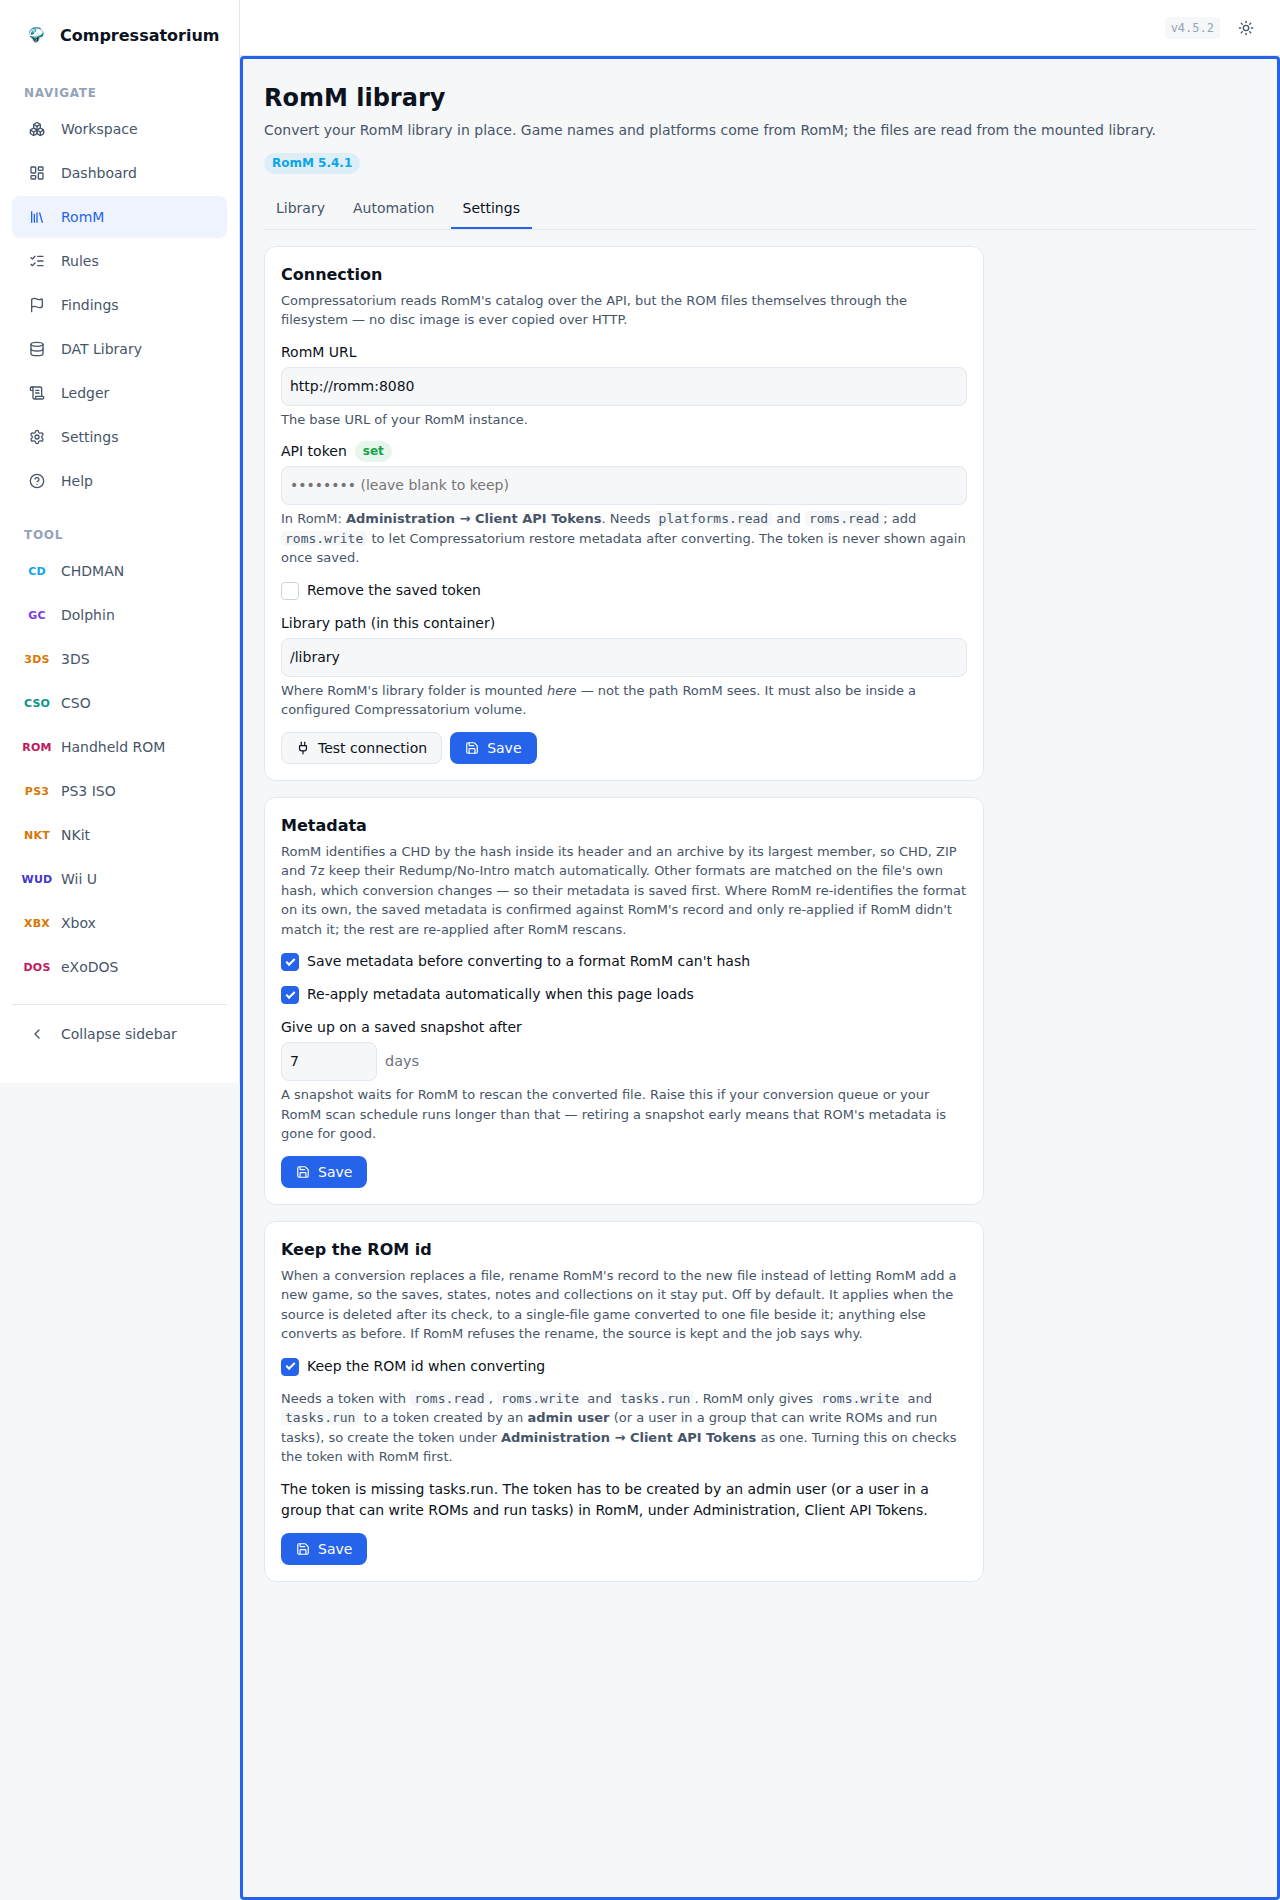 Compressatorium
v4.5.2
NAVIGATE
Workspace
Dashboard
RomM
Rules
Findings
DAT Library
Ledger
Settings
Help
TOOL
CD CHDMAN
GC Dolphin
3DS 3DS
CSO CSO
ROM Handheld ROM
PS3 PS3 ISO
NKT NKit
WUD Wii U
XBX Xbox
DOS eXoDOS
Collapse sidebar
RomM library
Convert your RomM library in place. Game names and platforms come from RomM; the files are read from the mounted library.
RomM 5.4.1
Library Automation Settings
Connection
Compressatorium reads RomM's catalog over the API, but the ROM files themselves through the
filesystem — no disc image is ever copied over HTTP.
RomM URL
http://romm:8080
The base URL of your RomM instance.
API token set
•••••••• (leave blank to keep)
In RomM: Administration → Client API Tokens. Needs platforms.read and roms.read; add
roms.write to let Compressatorium restore metadata after converting. The token is never shown again
once saved.
Remove the saved token
Library path (in this container)
/library
Where RomM's library folder is mounted here — not the path RomM sees. It must also be inside a
configured Compressatorium volume.
Test connection Save
Metadata
RomM identifies a CHD by the hash inside its header and an archive by its largest member, so CHD, ZIP
and 7z keep their Redump/No-Intro match automatically. Other formats are matched on the file's own
hash, which conversion changes — so their metadata is saved first. Where RomM re-identifies the format
on its own, the saved metadata is confirmed against RomM's record and only re-applied if RomM didn't
match it; the rest are re-applied after RomM rescans.
Save metadata before converting to a format RomM can't hash
Re-apply metadata automatically when this page loads
Give up on a saved snapshot after
7 days
A snapshot waits for RomM to rescan the converted file. Raise this if your conversion queue or your
RomM scan schedule runs longer than that — retiring a snapshot early means that ROM's metadata is
gone for good.
Save
Keep the ROM id
When a conversion replaces a file, rename RomM's record to the new file instead of letting RomM add a
new game, so the saves, states, notes and collections on it stay put. Off by default. It applies when the
source is deleted after its check, to a single-file game converted to one file beside it; anything else
converts as before. If RomM refuses the rename, the source is kept and the job says why.
Keep the ROM id when converting
Needs a token with roms.read, roms.write and tasks.run. RomM only gives roms.write and
tasks.run to a token created by an admin user (or a user in a group that can write ROMs and run
tasks), so create the token under Administration → Client API Tokens as one. Turning this on checks
the token with RomM first.
The token is missing tasks.run. The token has to be created by an admin user (or a user in a
group that can write ROMs and run tasks) in RomM, under Administration, Client API Tokens.
Save